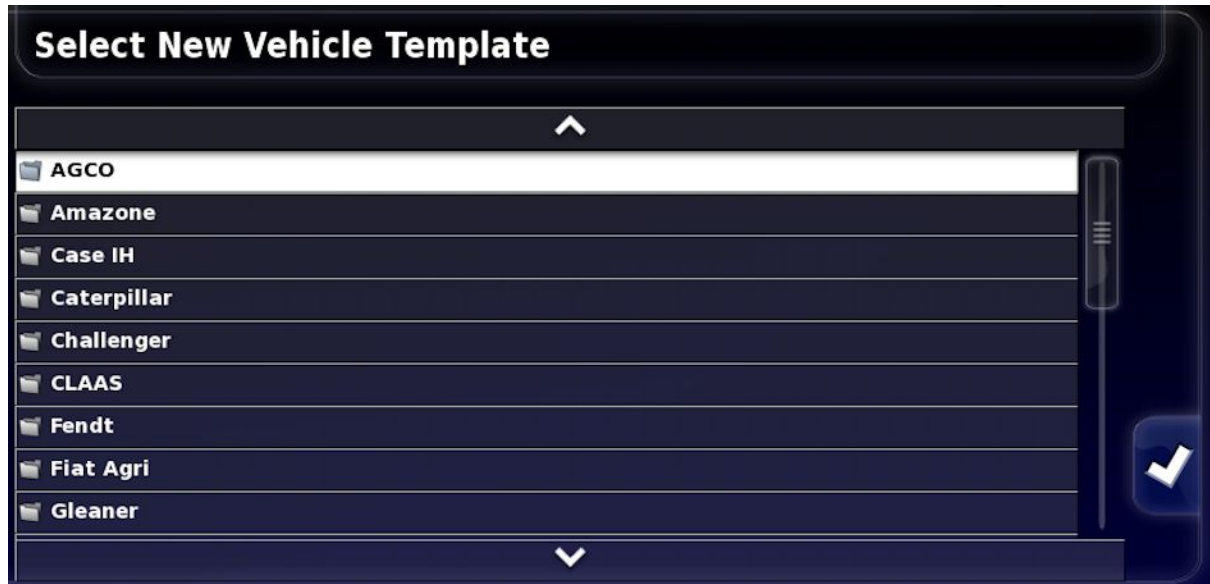 Select New Vehicle Template
AGCO
Amazone
Case IH
Caterpillar
Challenger
CLAAS
Fendt
Fiat Agri
Gleaner